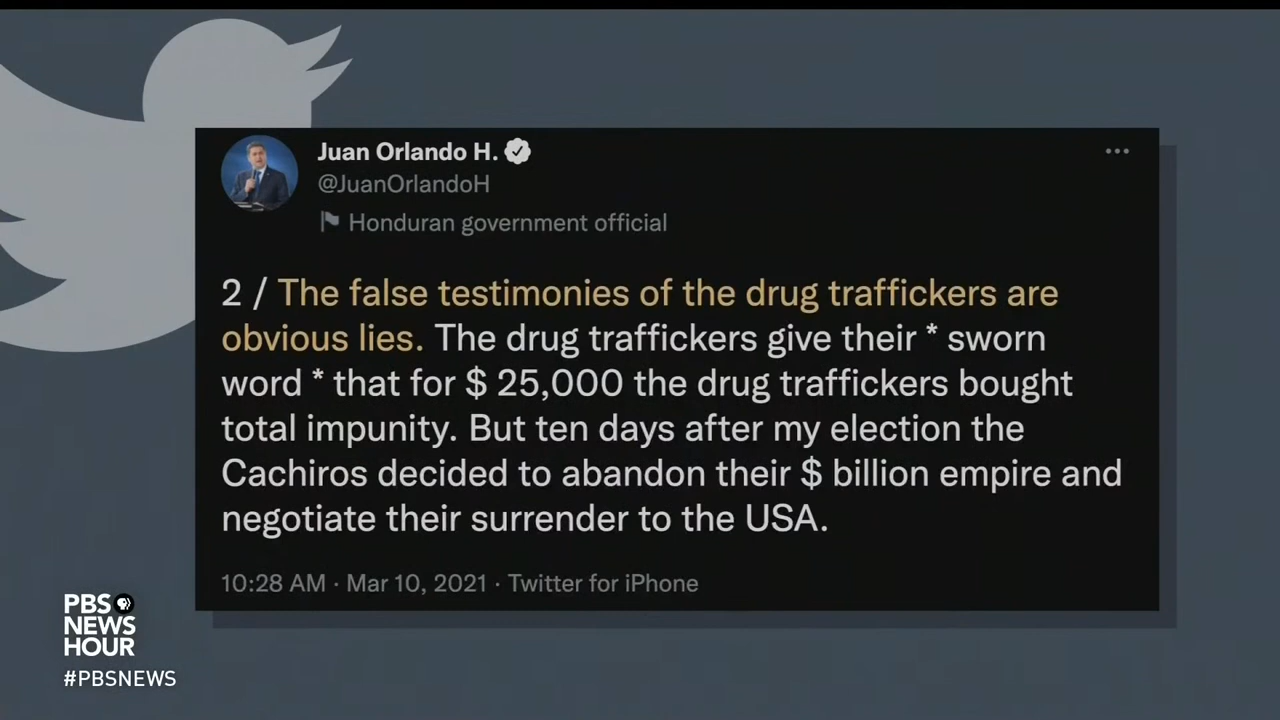 Juan Orlando H.
@JuanOrlandoH
Honduran government official
2 / The false testimonies of the drug traffickers are
obvious lies. The drug traffickers give their * sworn
word * that for $ 25,000 the drug traffickers bought
total impunity. But ten days after my election the
Cachiros decided to abandon their $ billion empire and
negotiate their surrender to the USA.
10:28 AM · Mar 10, 2021 · Twitter for iPhone
PBS
NEWS
HOUR
#PBSNEWS